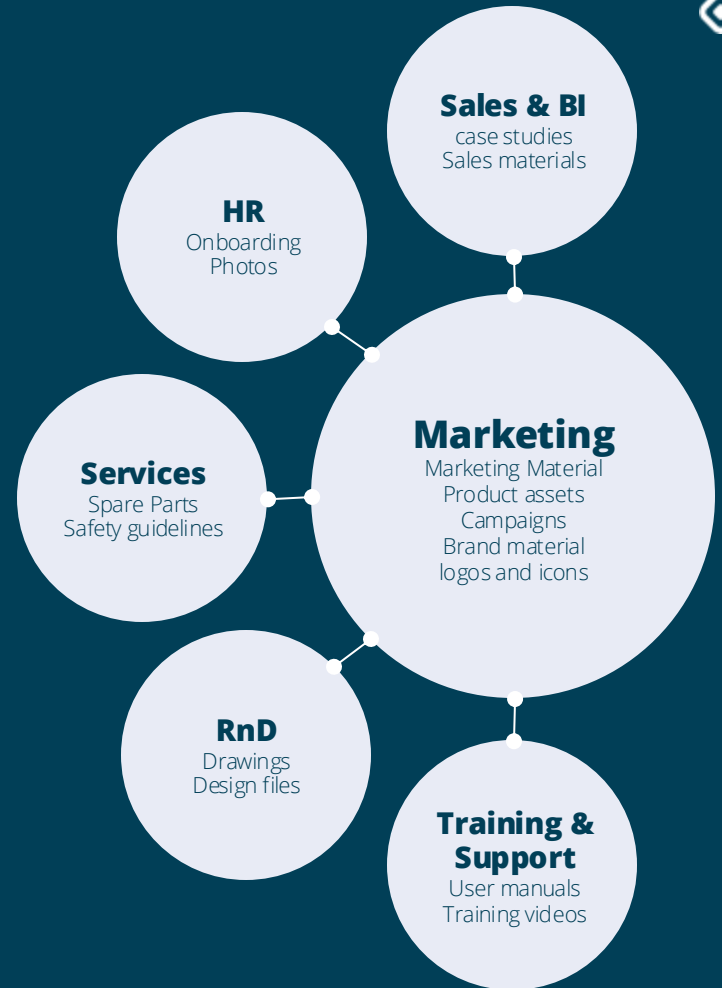 Sales & BI
case studies
Sales materials
HR
Onboarding
Photos
Marketing
Marketing Material
Product assets
Campaigns
Brand material
logos and icons
Services
Spare Parts
Safety guidelines
RnD
Drawings
Design files
Training &
Support
User manuals
Training videos